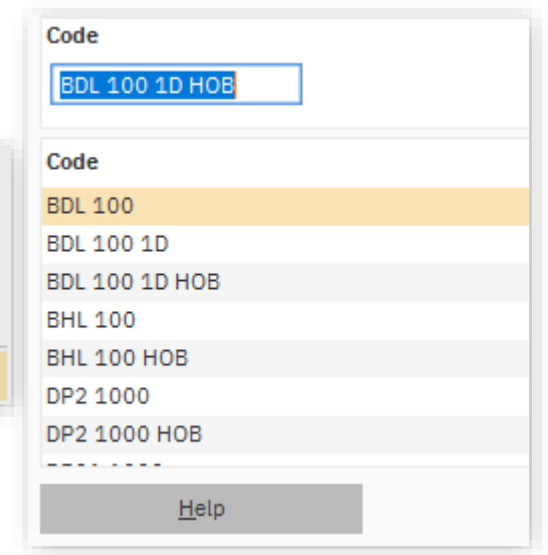 Code
BDL 100 1D HOB
Code
BDL 100
BDL 100 1D
BDL 100 1D HOB
BHL 100
BHL 100 HOB
DP2 1000
DP2 1000 HOB
Help